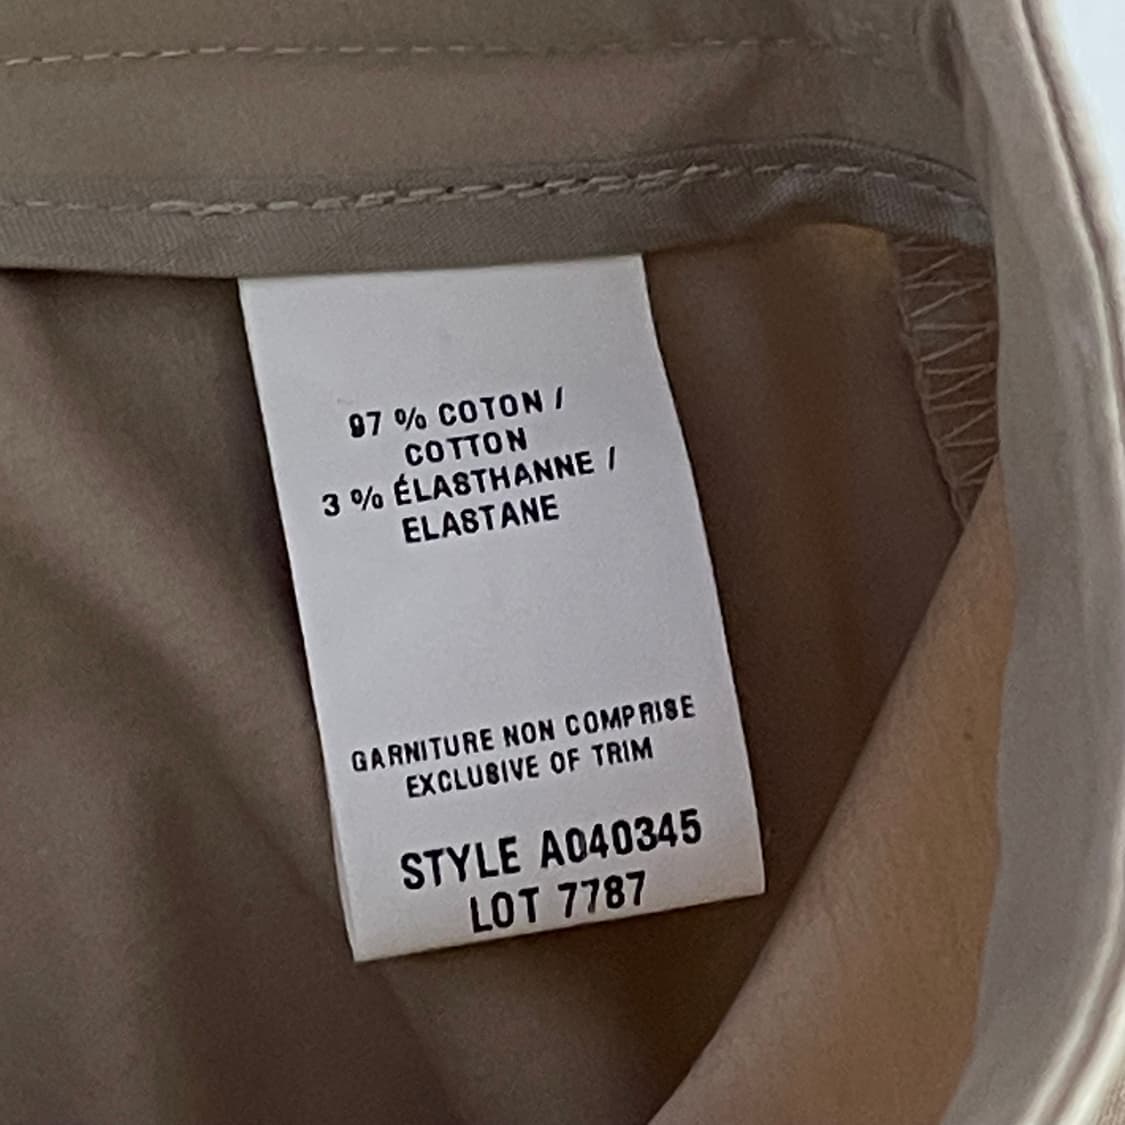 97 % COTON /
COTTON
3 % ÉLASTHANNE /
ELASTANE
GARNITURE NON COMPRISE
EXCLUSIVE OF TRIM
STYLE A040345
LOT 7787